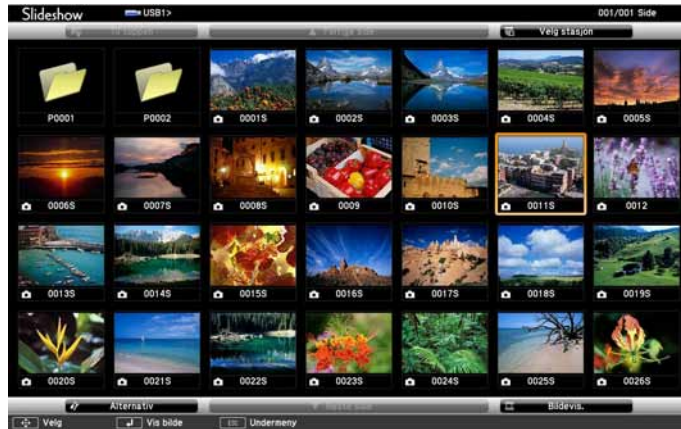 Slideshow USB1> 001/001 Side
Til toppen Forrige side Velg stasjon
P0001 P0002 0001S 0002S 0003S 0004S 0005S
0006S 0007S 0008S 0009 0010S 0011S 0012
0013S 0014S 0015S 0016S 0017S 0018S 0019S
0020S 0021S 0022S 0023S 0024S 0025S 0026S
Alternativ Neste side Bildevis.
Velg Vis bilde Esc Undermeny